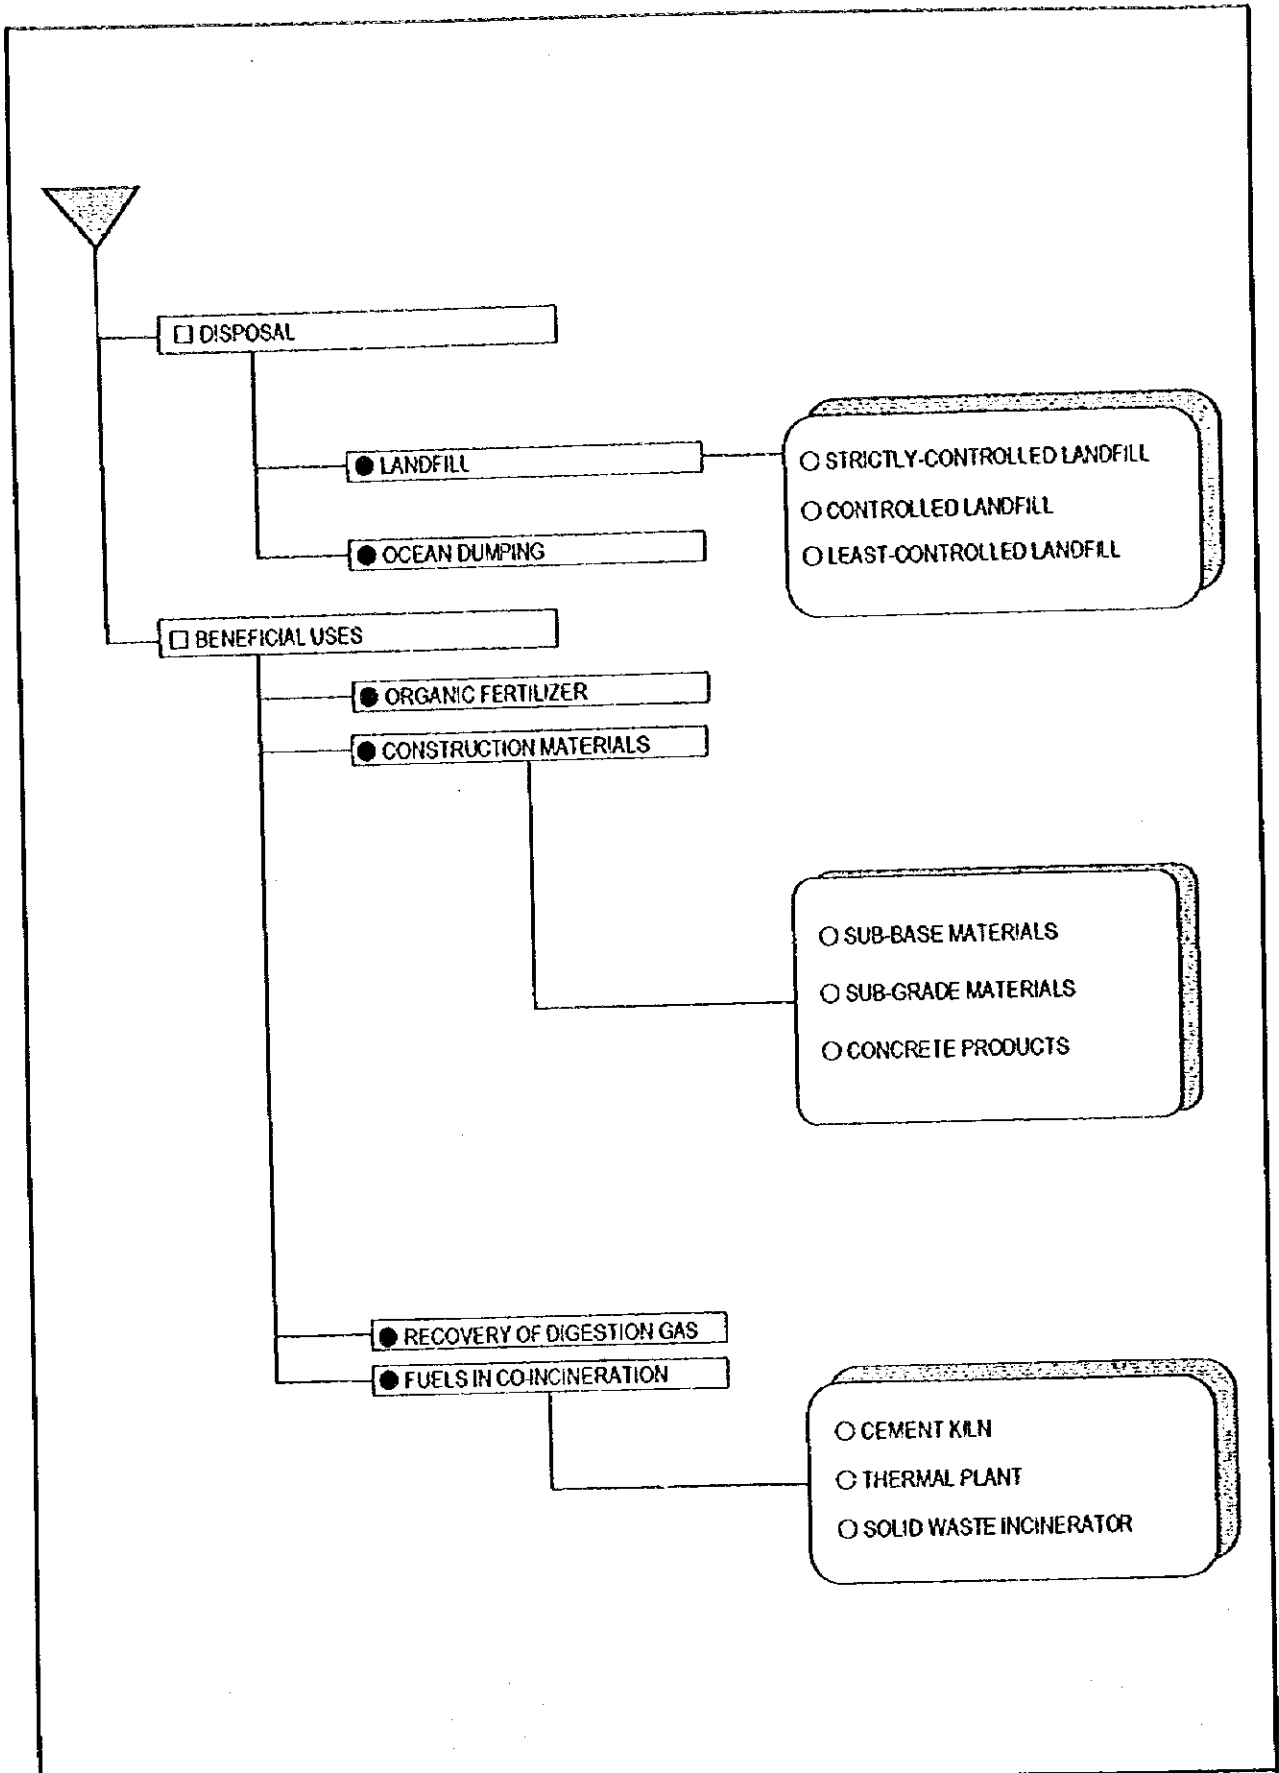 □ DISPOSAL
● LANDFILL
○ STRICTLY-CONTROLLED LANDFILL
○ CONTROLLED LANDFILL
○ LEAST-CONTROLLED LANDFILL
● OCEAN DUMPING
□ BENEFICIAL USES
● ORGANIC FERTILIZER
● CONSTRUCTION MATERIALS
○ SUB-BASE MATERIALS
○ SUB-GRADE MATERIALS
○ CONCRETE PRODUCTS
● RECOVERY OF DIGESTION GAS
● FUELS IN CO-INCINERATION
○ CEMENT KILN
○ THERMAL PLANT
○ SOLID WASTE INCINERATOR